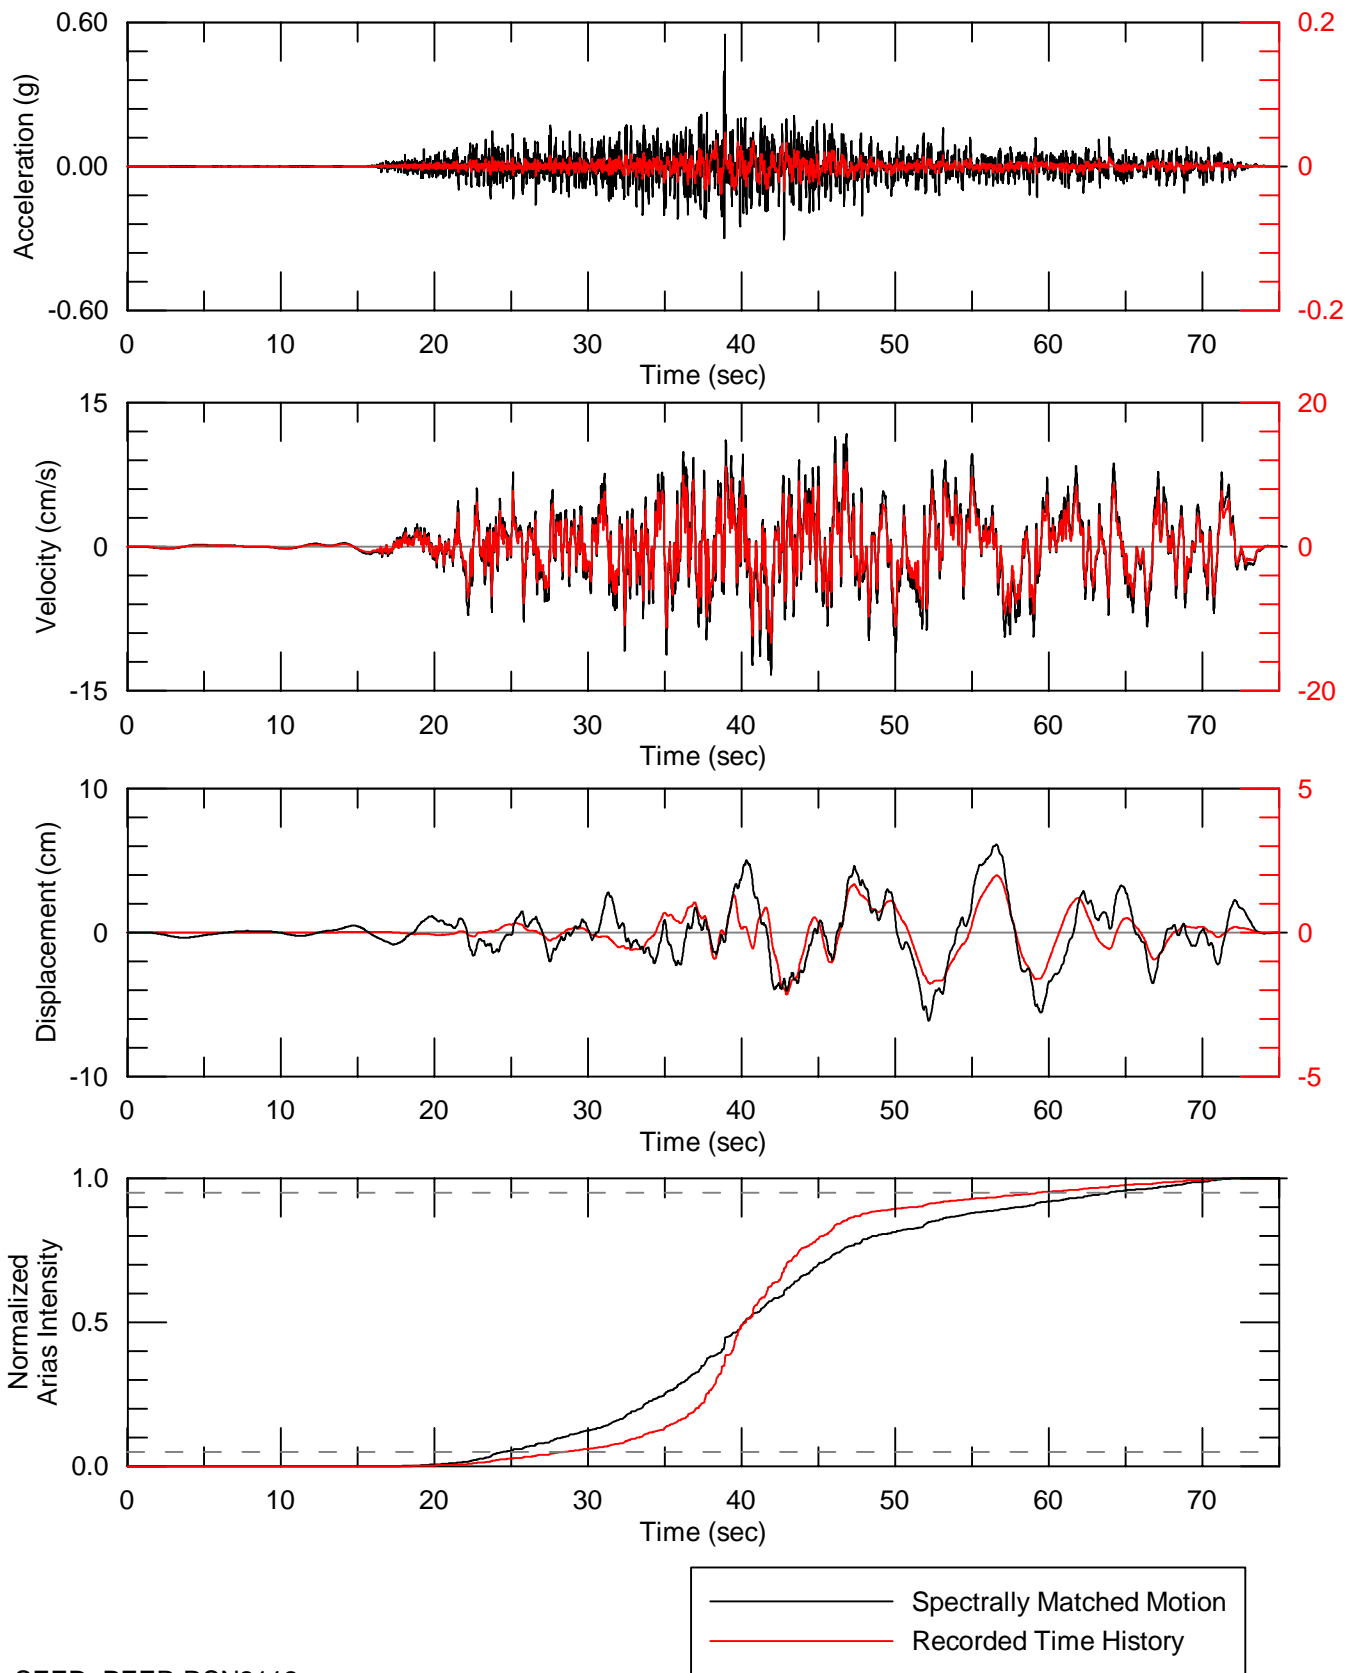 0.60
0.00
-0.60
Acceleration (g)
0.2
0
-0.2
0 10 20 30 40 50 60 70
Time (sec)
15
0
-15
Velocity (cm/s)
20
0
-20
0 10 20 30 40 50 60 70
Time (sec)
10
0
-10
Displacement (cm)
5
0
-5
0 10 20 30 40 50 60 70
Time (sec)
1.0
0.5
0.0
Normalized
Arias Intensity
0 10 20 30 40 50 60 70
Time (sec)
Spectrally Matched Motion
Recorded Time History